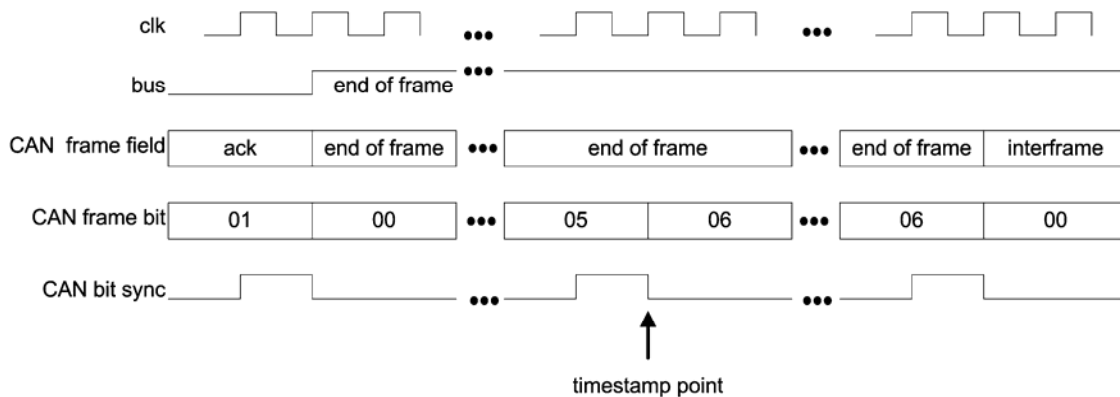 clk
bus end of frame
CAN frame field ack end of frame end of frame end of frame interframe
CAN frame bit 01 00 05 06 06 00
CAN bit sync
timestamp point